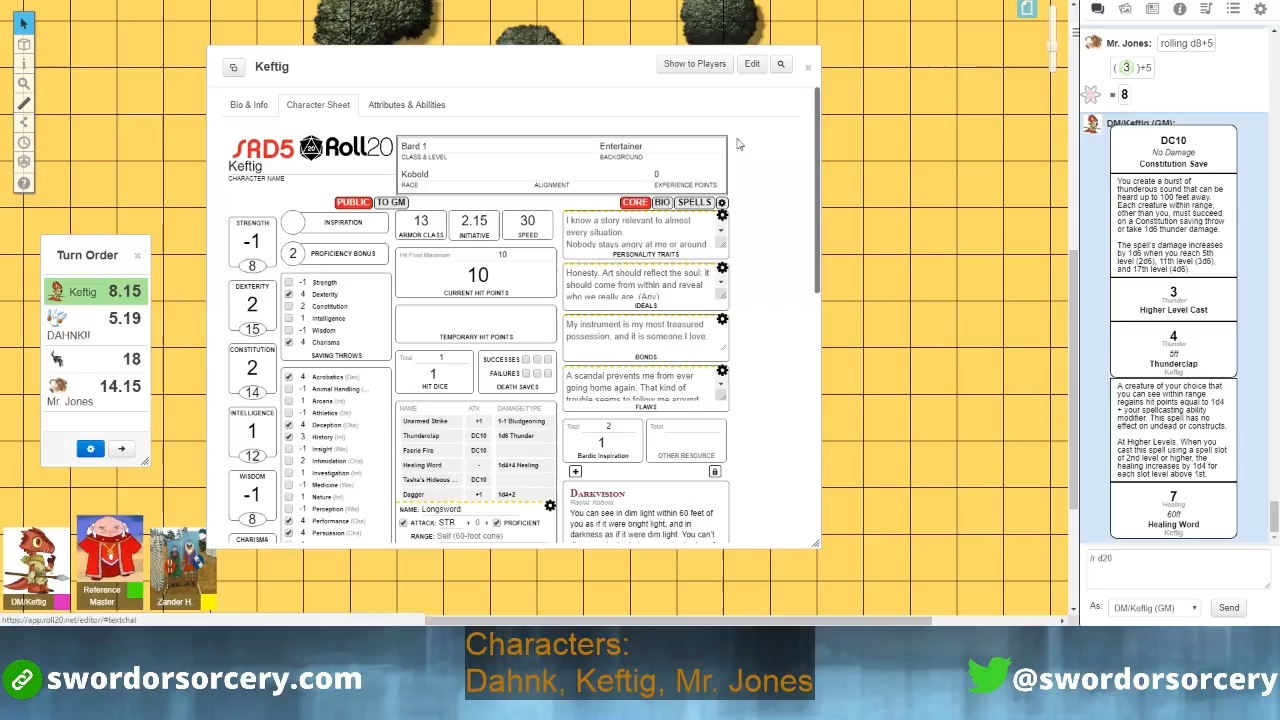 Keftig
Show to Players
Edit
Bio & Info
Character Sheet
Attributes & Abilities
SRD5 Roll20
Keftig
CHARACTER NAME
Bard 1
Entertainer
CLASS & LEVEL
BACKGROUND
Kobold
0
RACE
ALIGNMENT
EXPERIENCE POINTS
PUBLIC
TO GM
CORE
BIO
SPELLS
STRENGTH
-1
8
DEXTERITY
2
15
CONSTITUTION
2
14
INTELLIGENCE
1
12
WISDOM
-1
8
CHARISMA
INSPIRATION
2
PROFICIENCY BONUS
-1 Strength
4 Dexterity
2 Constitution
1 Intelligence
-1 Wisdom
4 Charisma
SAVING THROWS
4 Acrobatics (Dex)
-1 Animal Handling (...
1 Arcana (Int)
-1 Athletics (Str)
4 Deception (Cha)
3 History (Int)
-1 Insight (Wis)
2 Intimidation (Cha)
1 Investigation (Int)
-1 Medicine (Wis)
1 Nature (Int)
-1 Perception (Wis)
4 Performance (Cha)
4 Persuasion (Cha)
13
ARMOR CLASS
2.15
INITIATIVE
30
SPEED
Hit Point Maximum
10
10
CURRENT HIT POINTS
TEMPORARY HIT POINTS
Total
1
1
HIT DICE
SUCCESSES
FAILURES
DEATH SAVES
NAME ATK DAMAGE/TYPE
Unarmed Strike +1 1-1 Bludgeoning
Thunderclap DC10 1d6 Thunder
Faerie Fire DC10
Healing Word - 1d4+4 Healing
Tasha's Hideous ... DC10
Dagger +1 1d4+2
NAME: Longsword
ATTACK: STR + 0 + PROFICIENT
RANGE: Self (60-foot cone)
I know a story relevant to almost
every situation.
Nobody stays angry at me or around
PERSONALITY TRAITS
Honesty. Art should reflect the soul; it
should come from within and reveal
who we really are. (Any)
IDEALS
My instrument is my most treasured
possession, and it is someone I love.
BONDS
A scandal prevents me from ever
going home again. That kind of
trouble seems to follow me around.
FLAWS
Total
2
1
Bardic Inspiration
Total
OTHER RESOURCE
DARKVISION
Racial: Kobold
You can see in dim light within 60 feet of
you as if it were bright light, and in
darkness as if it were dim light. You can't
Turn Order
Keftig 8.15
DAHNKII 5.19
18
Mr. Jones 14.15
DM/Keftig
Reference
Master
Zander H.
https://app.roll20.net/editor/#textchat
Mr. Jones:
rolling d8+5
(3)+5
= 8
DM/Keftig (GM):
DC10
No Damage
Constitution Save
You create a burst of
thunderous sound that can be
heard up to 100 feet away.
Each creature within range,
other than you, must succeed
on a Constitution saving throw
or take 1d6 thunder damage.
The spell's damage increases
by 1d6 when you reach 5th
level (2d6), 11th level (3d6),
and 17th level (4d6).
3
Thunder
Higher Level Cast
4
Thunder
5ft
Thunderclap
Keftig
A creature of your choice that
you can see within range
regains hit points equal to 1d4
+ your spellcasting ability
modifier. This spell has no
effect on undead or constructs.
At Higher Levels. When you
cast this spell using a spell
slot of 2nd level or higher, the
healing increases by 1d4 for
each slot level above 1st.
7
Healing
60ft
Healing Word
Keftig
/r d20
As:
DM/Keftig (GM)
Send
swordorsorcery.com
Characters:
Dahnk, Keftig, Mr. Jones
@swordorsorcery